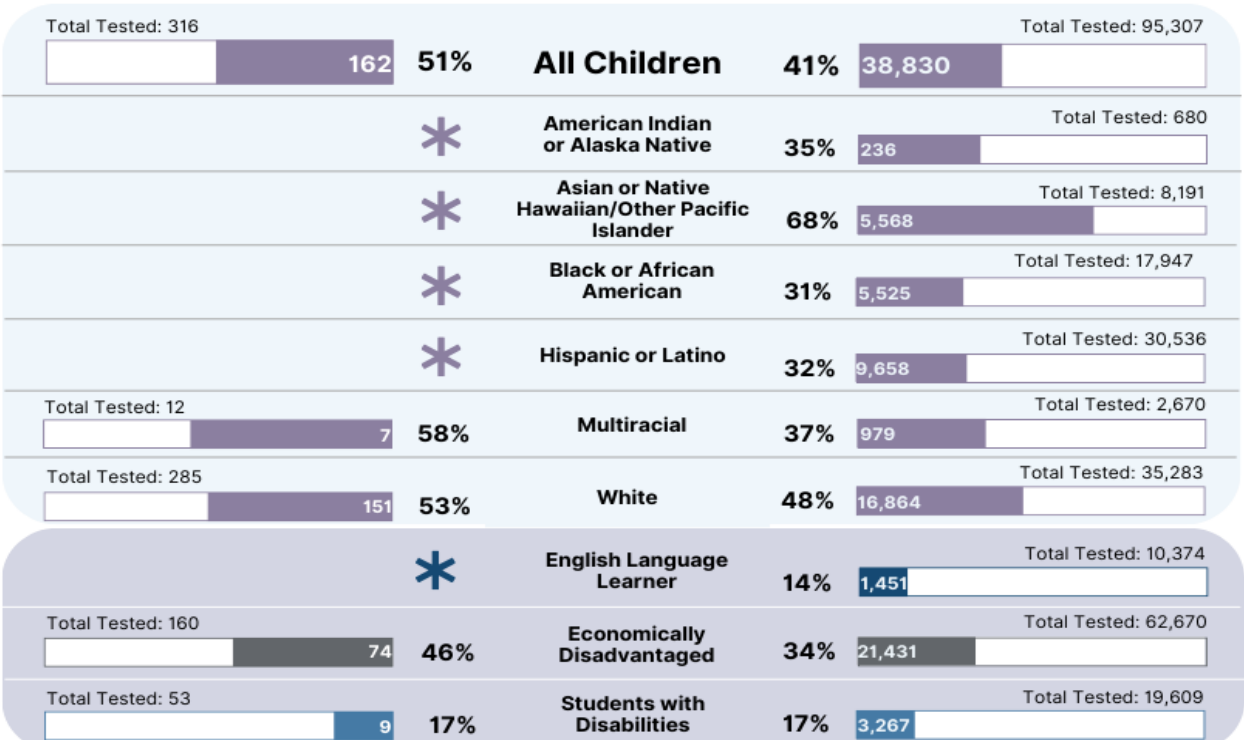 Total Tested: 316
Total Tested: 95,307
162 51% All Children 41% 38,830
American Indian
or Alaska Native
Total Tested: 680
* 35% 236
Asian or Native
Hawaiian/Other Pacific
Islander
Total Tested: 8,191
* 68% 5,568
Black or African
American
Total Tested: 17,947
* 31% 5,525
Total Tested: 30,536
* Hispanic or Latino 32% 9,658
Total Tested: 12
Total Tested: 2,670
7 58% Multiracial 37% 979
Total Tested: 285
Total Tested: 35,283
151 53% White 48% 16,864
English Language
Learner
Total Tested: 10,374
* 14% 1,451
Total Tested: 160
Total Tested: 62,670
Economically
Disadvantaged
74 46% 34% 21,431
Total Tested: 53
Total Tested: 19,609
Students with
Disabilities
9 17% 17% 3,267